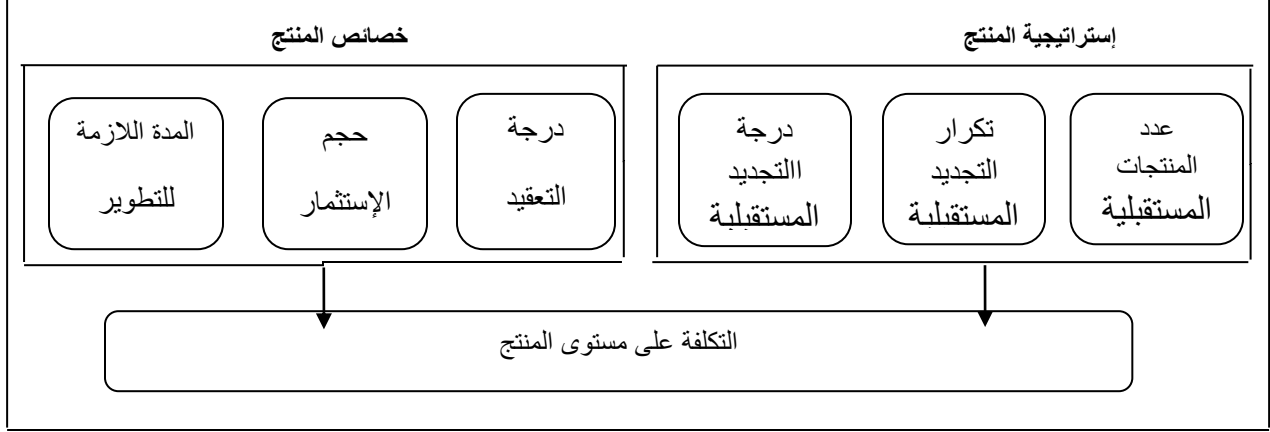 إستراتيجية المنتج
خصائص المنتج
عدد
المنتجات
المستقبلية
تكرار
التجديد
المستقبلية
درجة
االتجديد
المستقبلية
درجة
التعقيد
حجم
الإستثمار
المدة اللازمة
للتطوير
التكلفة على مستوى المنتج